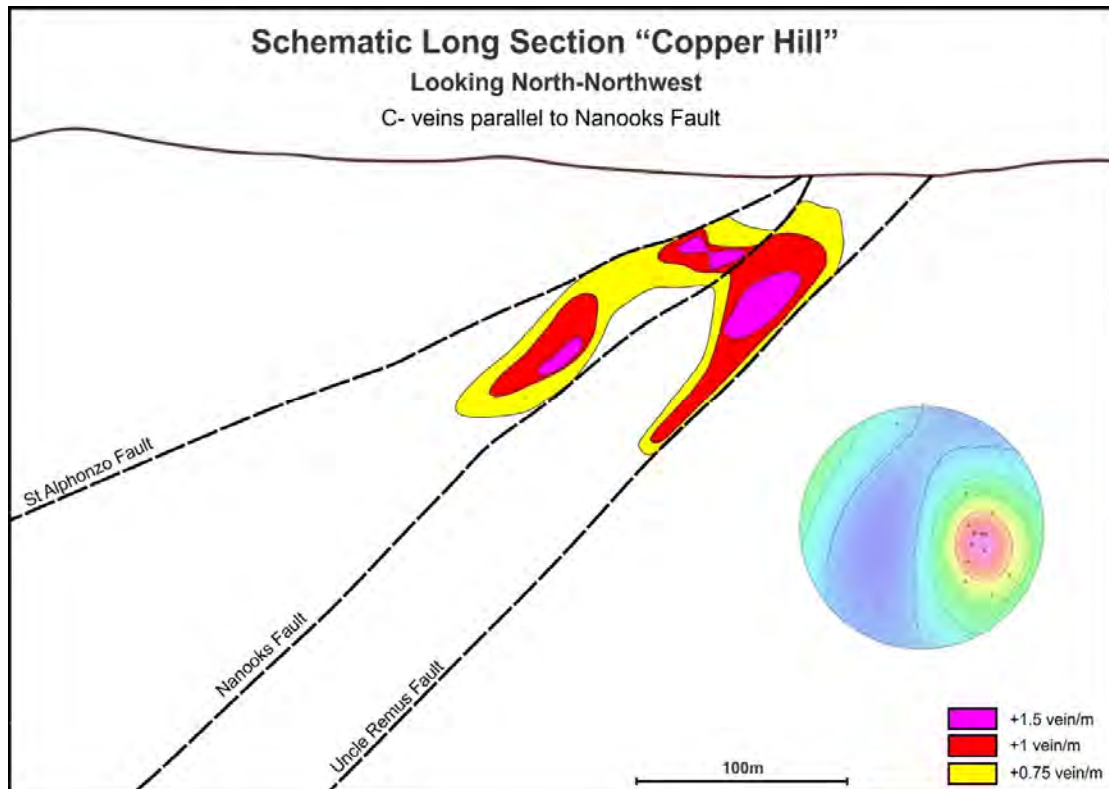 Schematic Long Section “Copper Hill”
Looking North-Northwest
C- veins parallel to Nanooks Fault
St Alphonzo Fault
Nanooks Fault
Uncle Remus Fault
+1.5 vein/m
+1 vein/m
+0.75 vein/m
100m